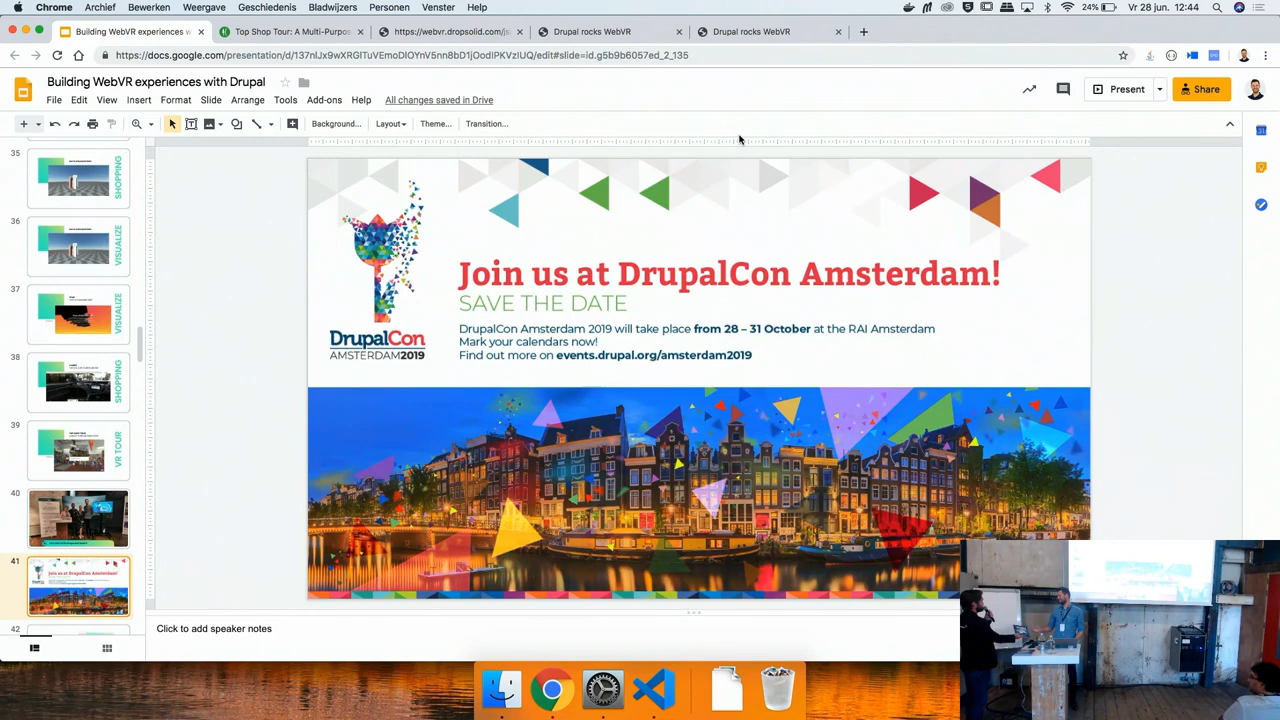 Chrome Archief Bewerken Weergave Geschiedenis Bladwijzers Personen Venster Help
24% Vr 28 jun. 12:44
Building WebVR experiences w
Top Shop Tour: A Multi-Purpos
https://webvr.dropsolid.com/js
Drupal rocks WebVR
Drupal rocks WebVR
https://docs.google.com/presentation/d/137nIJx9wXRGITuVEmoDlOYnV5nn8bD1jOodIPKVzIUQ/edit#slide=id.g5b9b6057ed_2_135
Building WebVR experiences with Drupal
File Edit View Insert Format Slide Arrange Tools Add-ons Help All changes saved in Drive
Present
Share
Background... Layout Theme... Transition...
35
SHOPPING
36
VISUALIZE
37
VISUALIZE
38
SHOPPING
39
VR TOUR
40
41
42
Join us at DrupalCon Amsterdam!
SAVE THE DATE
DrupalCon Amsterdam 2019 will take place from 28 – 31 October at the RAI Amsterdam
Mark your calendars now!
Find out more on events.drupal.org/amsterdam2019
DrupalCon
AMSTERDAM2019
Click to add speaker notes